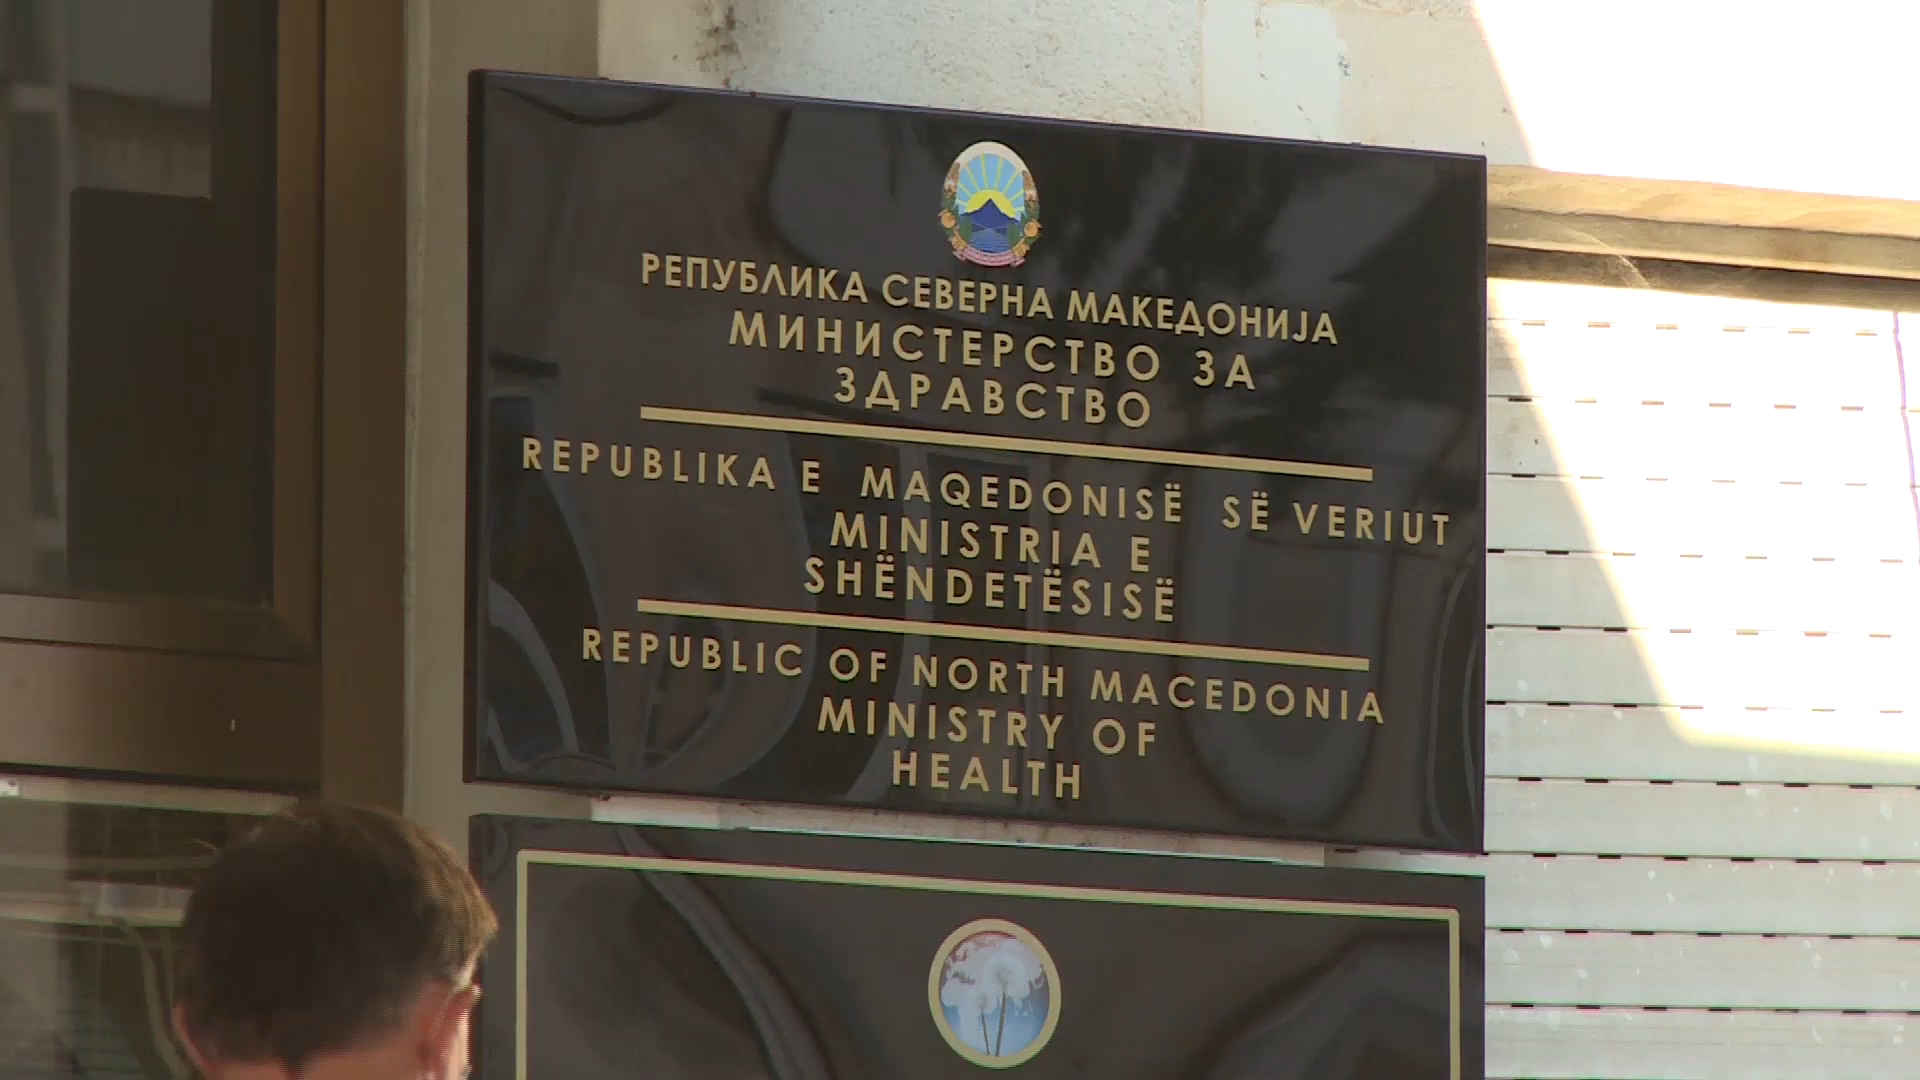 РЕПУБЛИКА СЕВЕРНА МАКЕДОНИЈА
МИНИСТЕРСТВО ЗА
ЗДРАВСТВО
REPUBLIKA E MAQEDONISË SË VERIUT
MINISTRIA E
SHËNDETËSISË
REPUBLIC OF NORTH MACEDONIA
MINISTRY OF
HEALTH